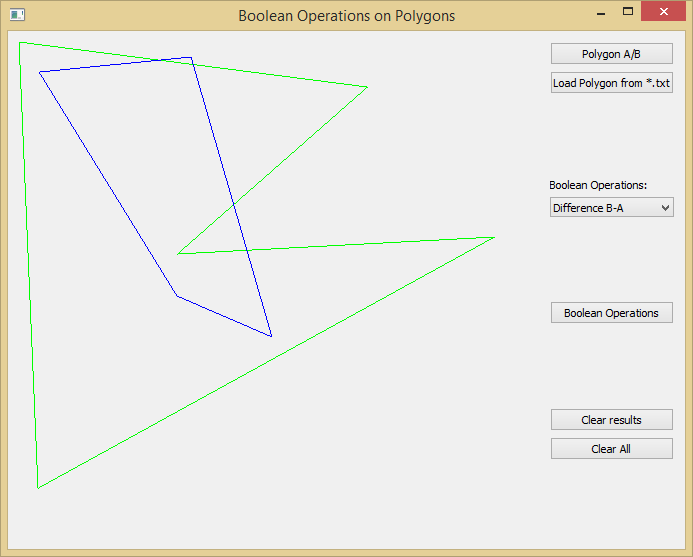 Boolean Operations on Polygons
Polygon A/B
Load Polygon from *.txt
Boolean Operations:
Difference B-A
Boolean Operations
Clear results
Clear All